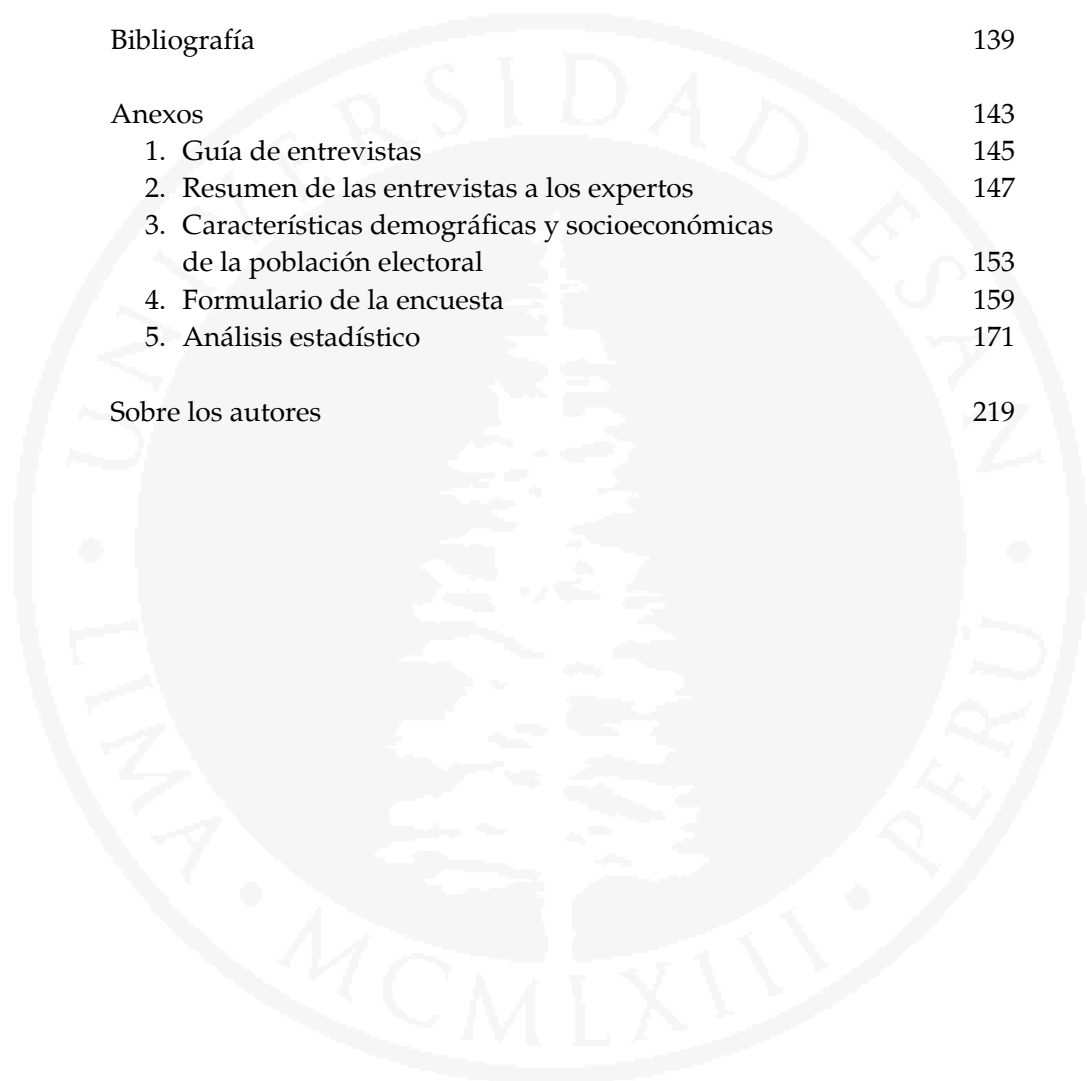 Bibliografía 139
Anexos 143
1. Guía de entrevistas 145
2. Resumen de las entrevistas a los expertos 147
3. Características demográficas y socioeconómicas
de la población electoral 153
4. Formulario de la encuesta 159
5. Análisis estadístico 171
Sobre los autores 219
UNIVERSIDAD ESAN
LIMA • MCMLXIII • PERÚ